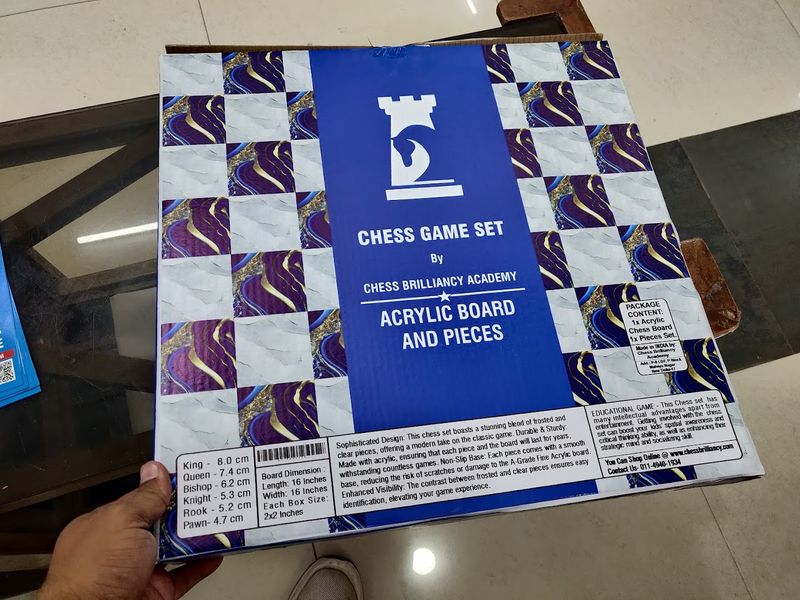 CHESS GAME SET
By
CHESS BRILLIANCY ACADEMY
ACRYLIC BOARD
AND PIECES
PACKAGE
CONTENT:
1x Acrylic
Chess Board
1x Pieces Set
Made in INDIA by:
Chess Brilliancy
Academy
King - 8.0 cm
Queen - 7.4 cm
Bishop - 6.2 cm
Knight - 5.3 cm
Rook - 5.2 cm
Pawn- 4.7 cm
Board Dimension :
Length: 16 Inches
Width: 16 Inches
Each Box Size:
2x2 Inches
Sophisticated Design: This chess set boasts a stunning blend of frosted and
clear pieces, offering a modern take on the classic game. Durable & Sturdy:
Made with acrylic, ensuring that each piece and the board will last for years,
withstanding countless games. Non-Slip Base: Each piece comes with a smooth
base, reducing the risk of scratches or damage to the A-Grade Fine Acrylic board.
Enhanced Visibility: The contrast between frosted and clear pieces ensures easy
identification, elevating your game experience.
EDUCATIONAL GAME - This Chess set has
many intellectual advantages apart from
entertainment. Getting involved with the chess
set can boost your kids' spatial awareness and
critical thinking ability, as well as enhancing their
strategic mind and socializing skill.
You Can Shop Online @ www.chessbrilliancy.com
Contact Us- 011-4940-1934